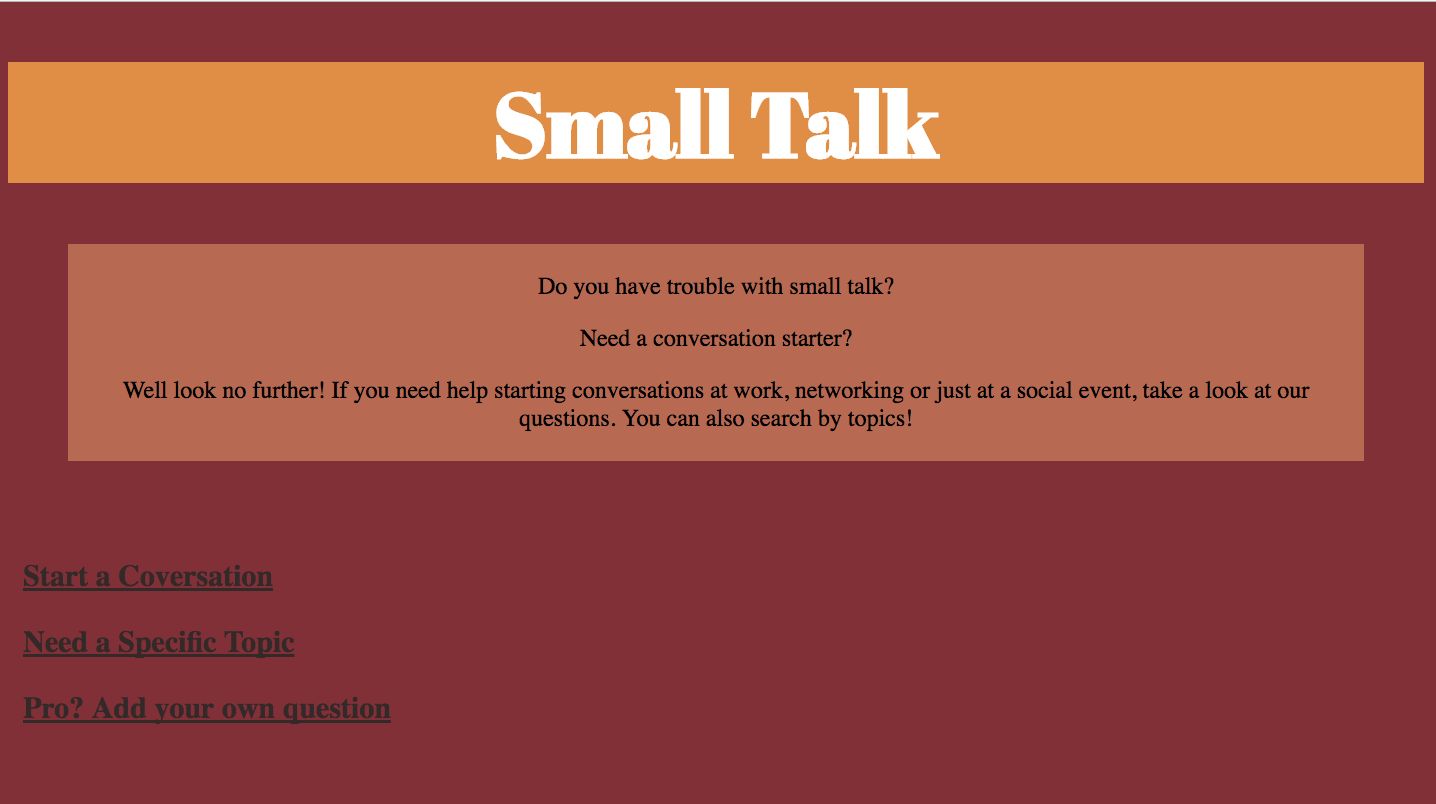 Small Talk
Do you have trouble with small talk?
Need a conversation starter?
Well look no further! If you need help starting conversations at work, networking or just at a social event, take a look at our
questions. You can also search by topics!
Start a Coversation
Need a Specific Topic
Pro? Add your own question